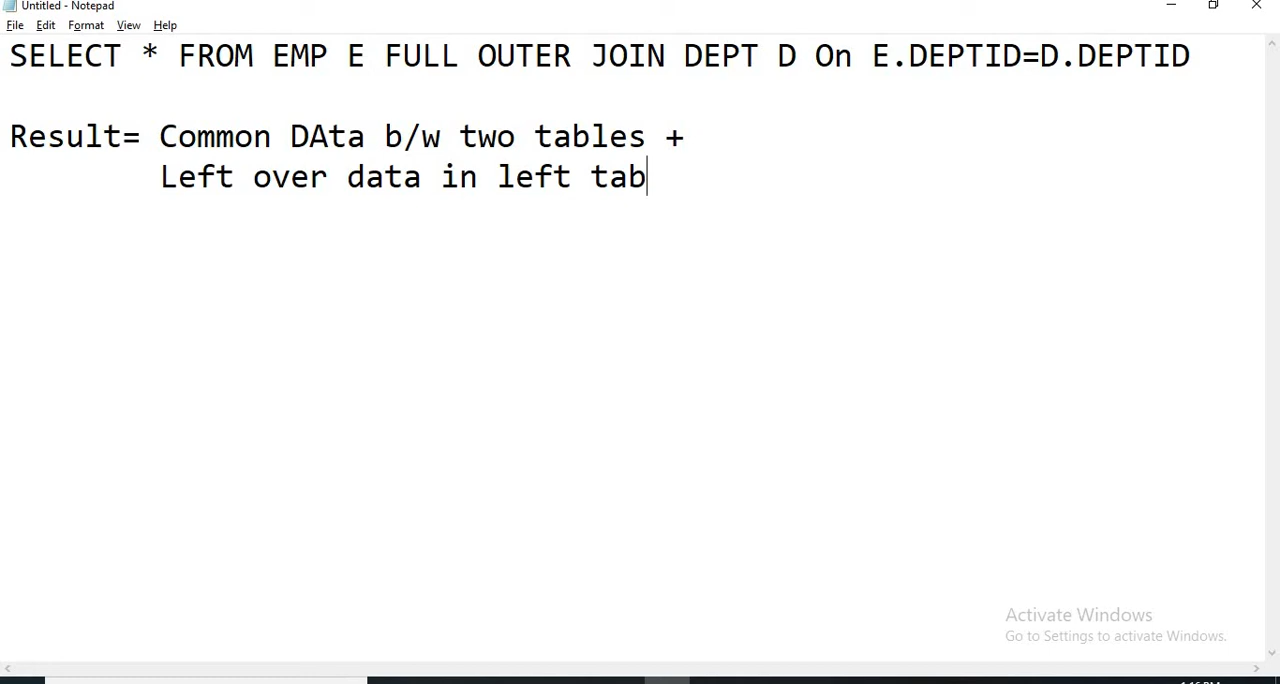 Untitled - Notepad
File Edit Format View Help
SELECT * FROM EMP E FULL OUTER JOIN DEPT D On E.DEPTID=D.DEPTID
Result= Common DAta b/w two tables +
Left over data in left tab
Activate Windows
Go to Settings to activate Windows.